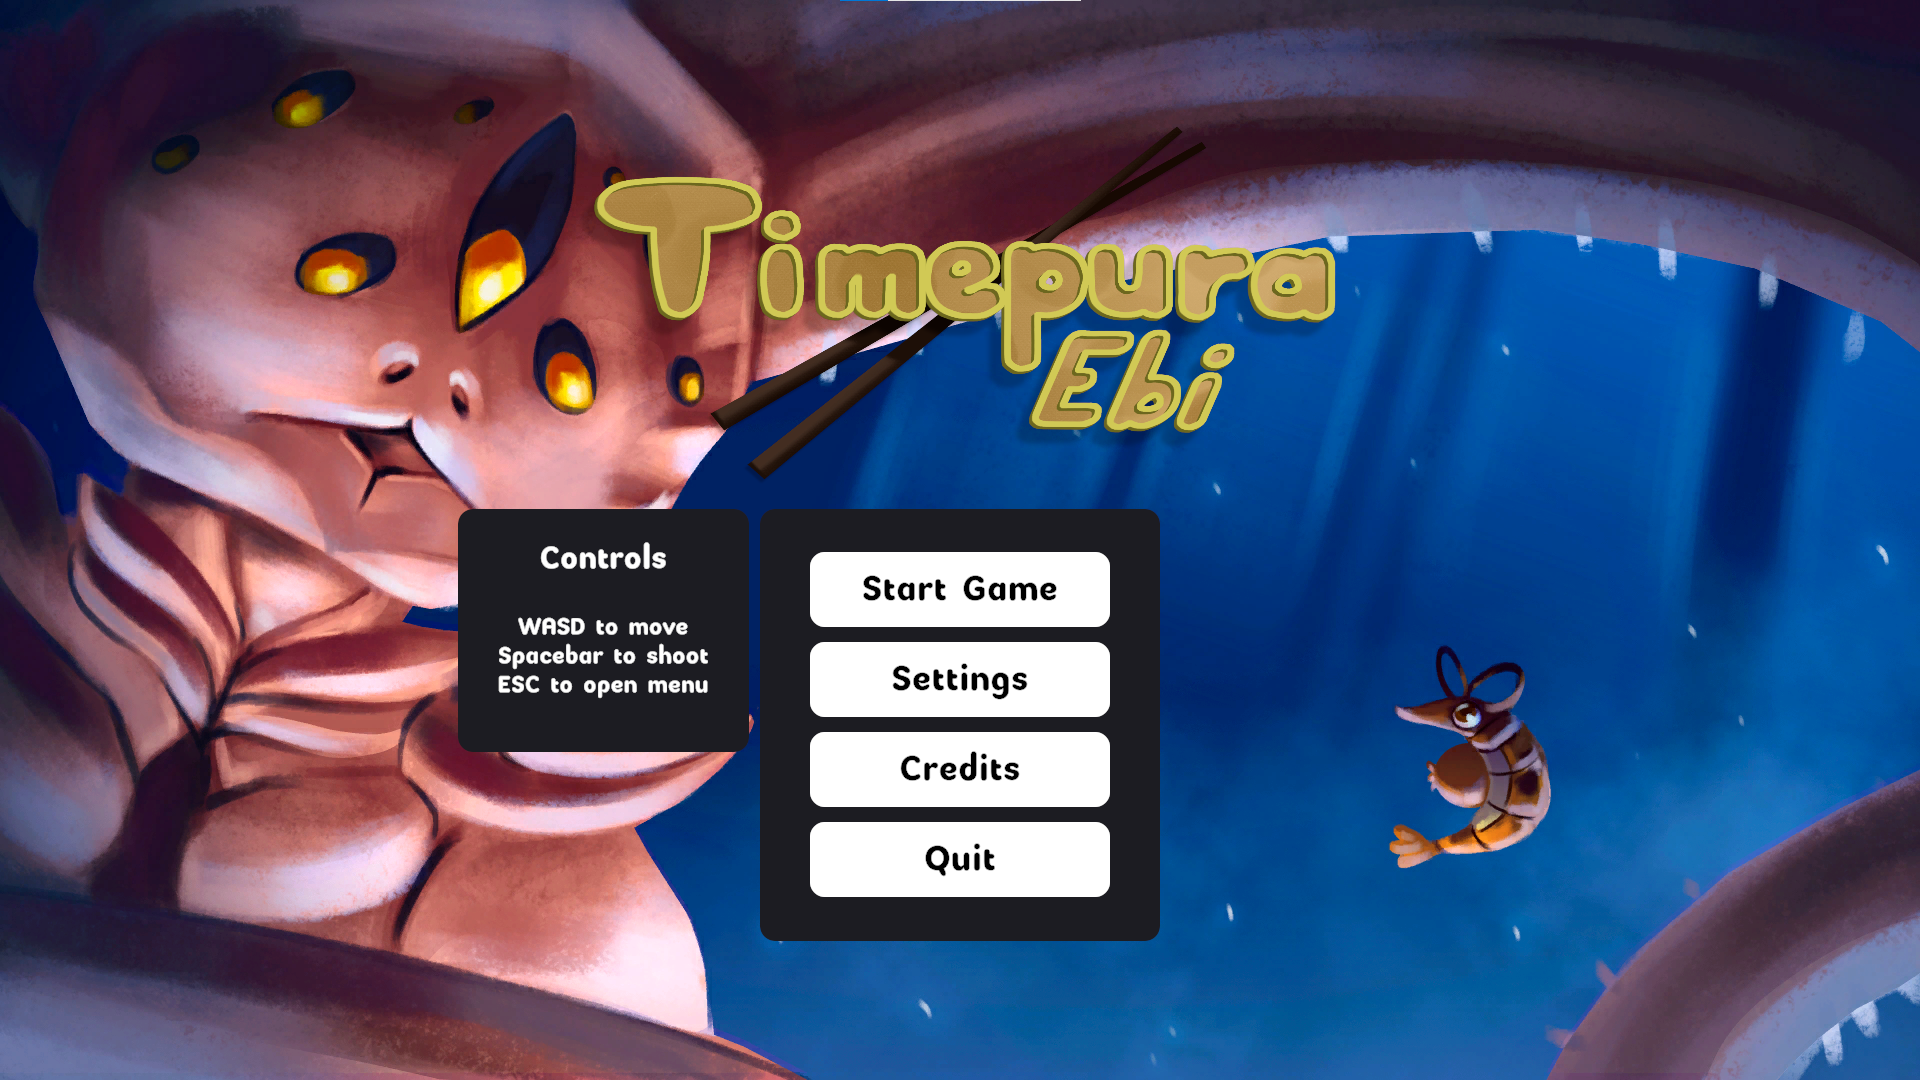 Timepura
Ebi
Controls
WASD to move
Spacebar to shoot
ESC to open menu
Start Game
Settings
Credits
Quit